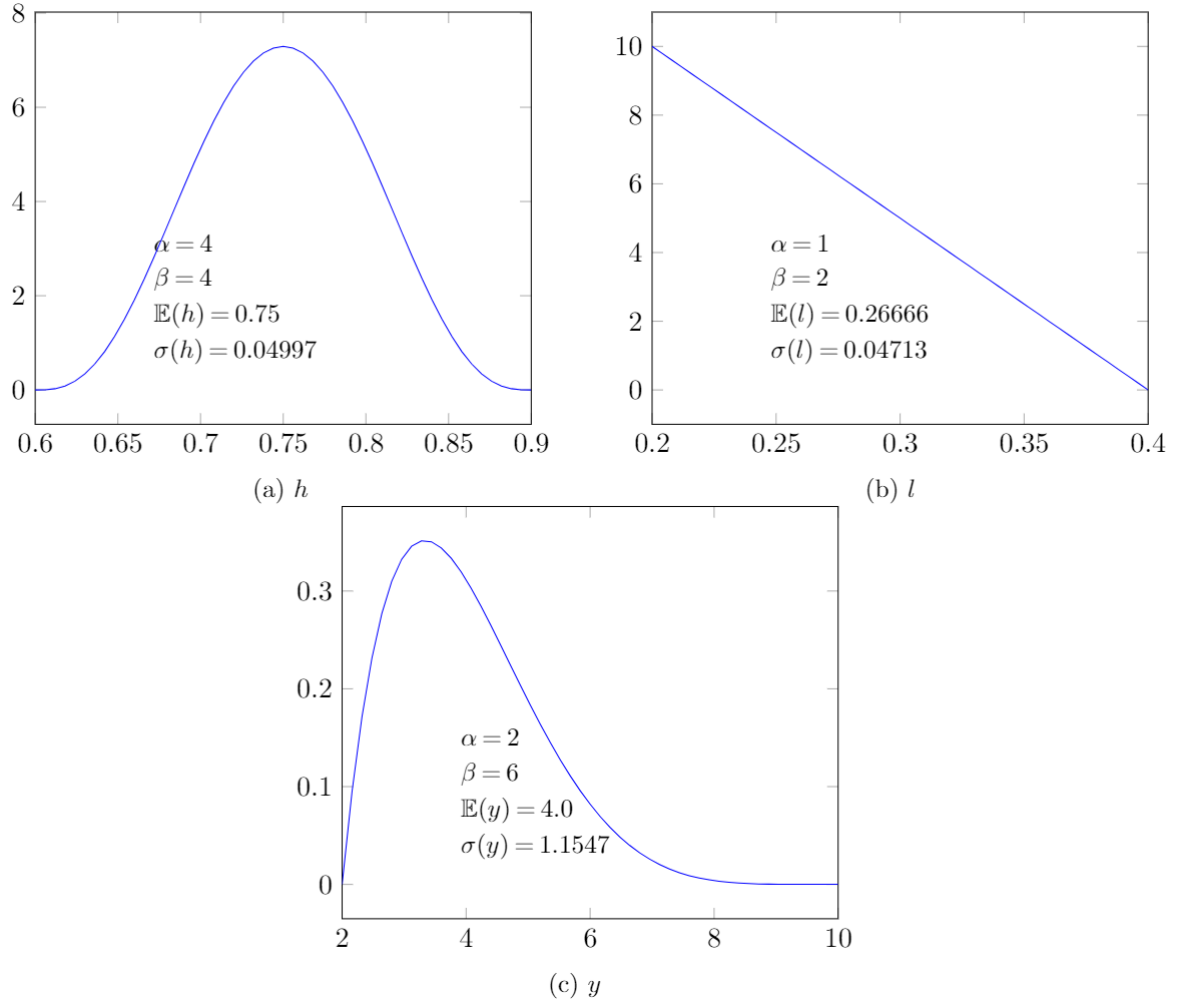 8
6
4
2
0
0.6 0.65 0.7 0.75 0.8 0.85 0.9
α = 4
β = 4
𝔼(h) = 0.75
σ(h) = 0.04997
(a) h
10
8
6
4
2
0
0.2 0.25 0.3 0.35 0.4
α = 1
β = 2
𝔼(l) = 0.26666
σ(l) = 0.04713
(b) l
0.3
0.2
0.1
0
2 4 6 8 10
α = 2
β = 6
𝔼(y) = 4.0
σ(y) = 1.1547
(c) y